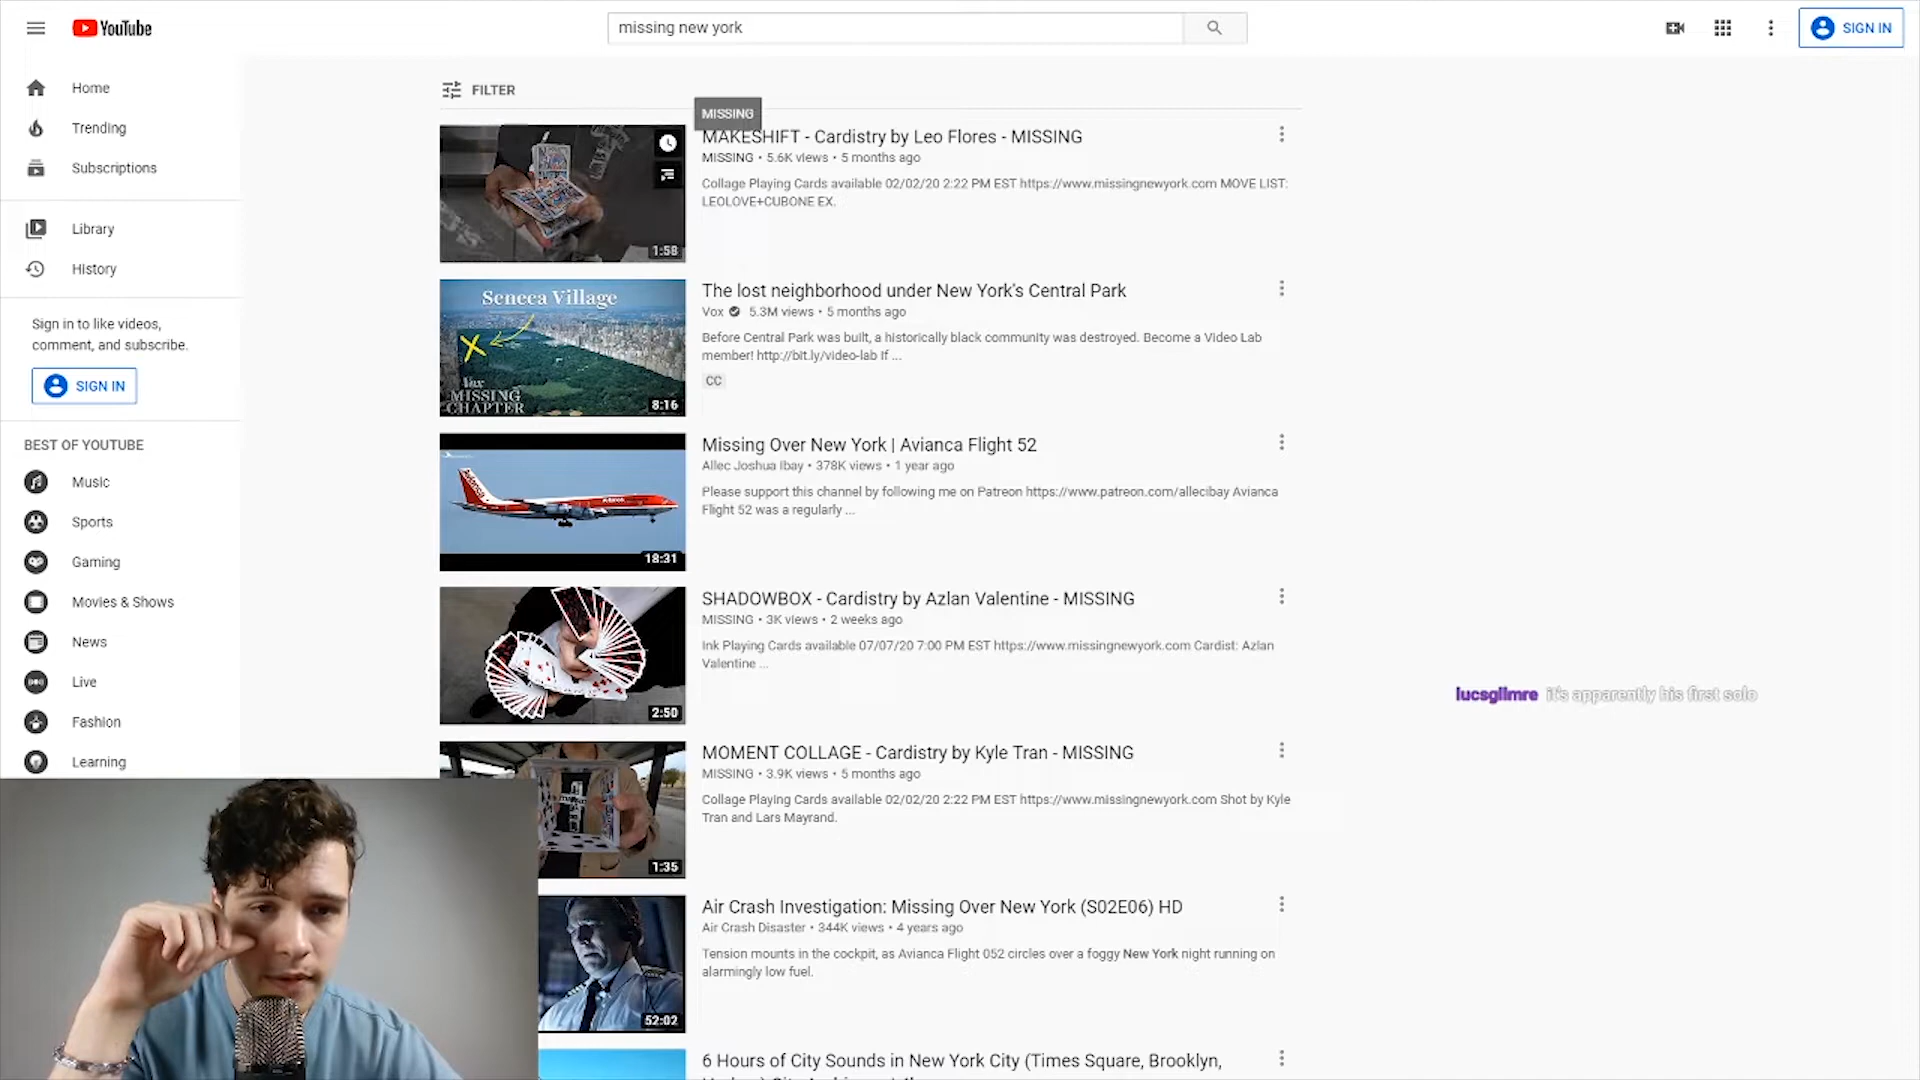 YouTube
missing new york
SIGN IN
Home
Trending
Subscriptions
Library
History
Sign in to like videos,
comment, and subscribe.
SIGN IN
BEST OF YOUTUBE
Music
Sports
Gaming
Movies & Shows
News
Live
Fashion
Learning
FILTER
MISSING
MAKESHIFT - Cardistry by Leo Flores - MISSING
MISSING • 5.6K views • 5 months ago
Collage Playing Cards available 02/02/20 2:22 PM EST https://www.missingnewyork.com MOVE LIST:
LEOLOVE+CUBONE EX.
1:58
Seneca Village
Vox
MISSING
CHAPTER
8:16
The lost neighborhood under New York's Central Park
Vox 5.3M views • 5 months ago
Before Central Park was built, a historically black community was destroyed. Become a Video Lab
member! http://bit.ly/video-lab If ...
CC
18:31
Missing Over New York | Avianca Flight 52
Allec Joshua Ibay • 378K views • 1 year ago
Please support this channel by following me on Patreon https://www.patreon.com/allecibay Avianca
Flight 52 was a regularly ...
2:50
SHADOWBOX - Cardistry by Azlan Valentine - MISSING
MISSING • 3K views • 2 weeks ago
Ink Playing Cards available 07/07/20 7:00 PM EST https://www.missingnewyork.com Cardist: Azlan
Valentine ...
1:35
MOMENT COLLAGE - Cardistry by Kyle Tran - MISSING
MISSING • 3.9K views • 5 months ago
Collage Playing Cards available 02/02/20 2:22 PM EST https://www.missingnewyork.com Shot by Kyle
Tran and Lars Mayrand.
52:02
Air Crash Investigation: Missing Over New York (S02E06) HD
Air Crash Disaster • 344K views • 4 years ago
Tension mounts in the cockpit, as Avianca Flight 052 circles over a foggy New York night running on
alarmingly low fuel.
6 Hours of City Sounds in New York City (Times Square, Brooklyn,
lucsgilmre it's apparently his first solo